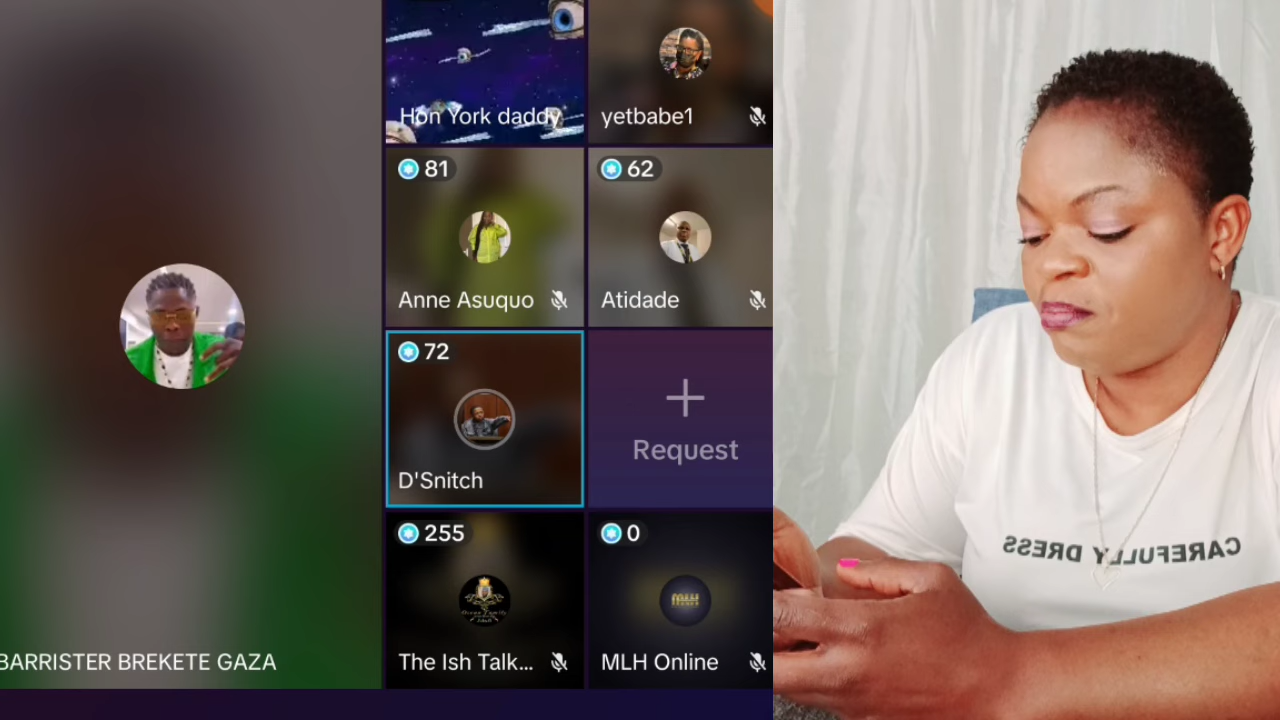 Hon York daddy
yetbabe1
81
62
Anne Asuquo
Atidade
72
D'Snitch
Request
255
0
The Ish Talk...
MLH Online
BARRISTER BREKETE GAZA
CAREFULLY DRESS